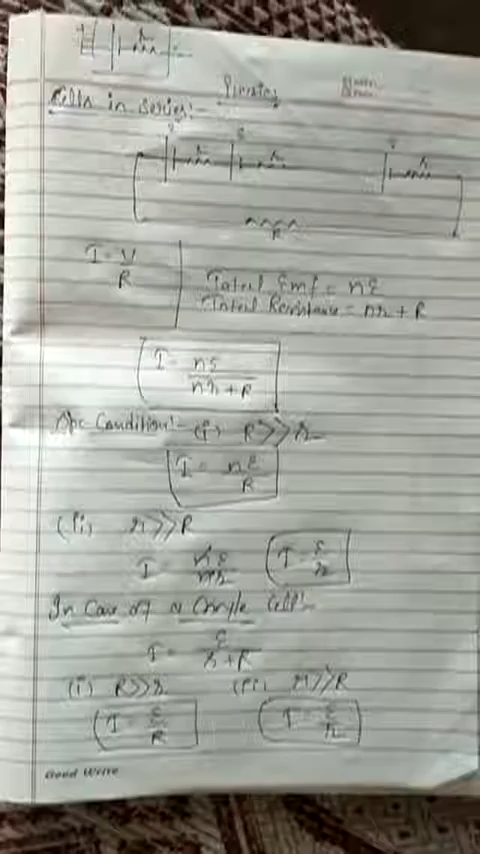 Physics
Cells in series:-
ε ε ε
r r r
R
I = V/R
Total Emf = nε
Total Resistance = nr + R
I = nε/(nr + R)
Spc Condition:- (i) R >> r
I = nε/R
(ii) r >> R
I = nε/nr I = ε/r
In Case of a Single Cell:-
I = ε/(r + R)
(i) R >> r (ii) r >> R
I = ε/R I = ε/r
Good Write